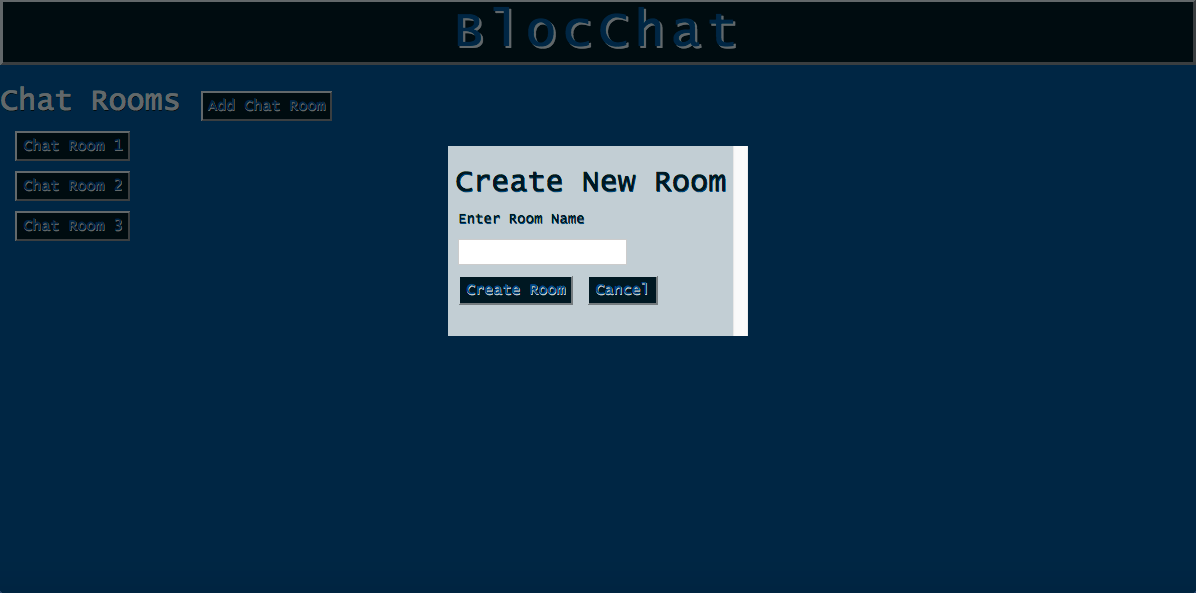 BlocChat
Chat Rooms
Add Chat Room
Chat Room 1
Chat Room 2
Chat Room 3
Create New Room
Enter Room Name
Create Room
Cancel